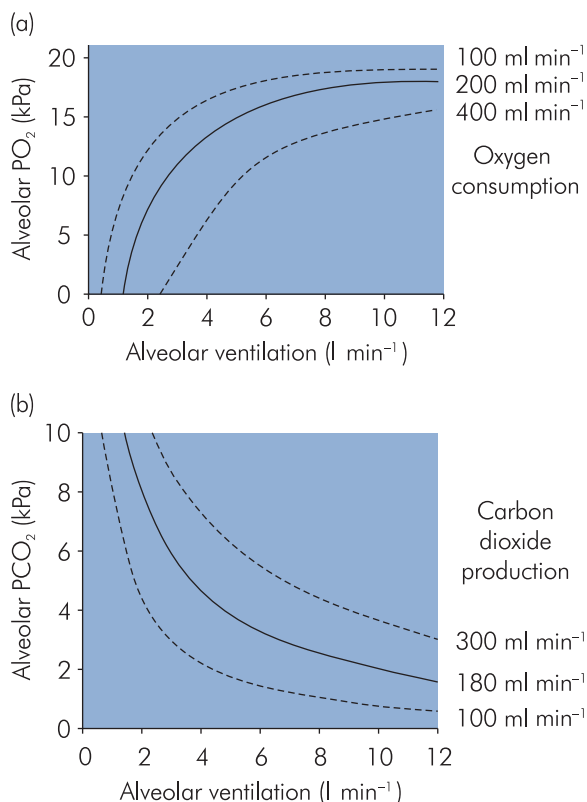 (a)
20
15
10
5
0
Alveolar PO₂ (kPa)
0 2 4 6 8 10 12
Alveolar ventilation (l min⁻¹)
100 ml min⁻¹
200 ml min⁻¹
400 ml min⁻¹
Oxygen
consumption
(b)
10
8
6
4
2
0
Alveolar PCO₂ (kPa)
0 2 4 6 8 10 12
Alveolar ventilation (l min⁻¹)
Carbon
dioxide
production
300 ml min⁻¹
180 ml min⁻¹
100 ml min⁻¹